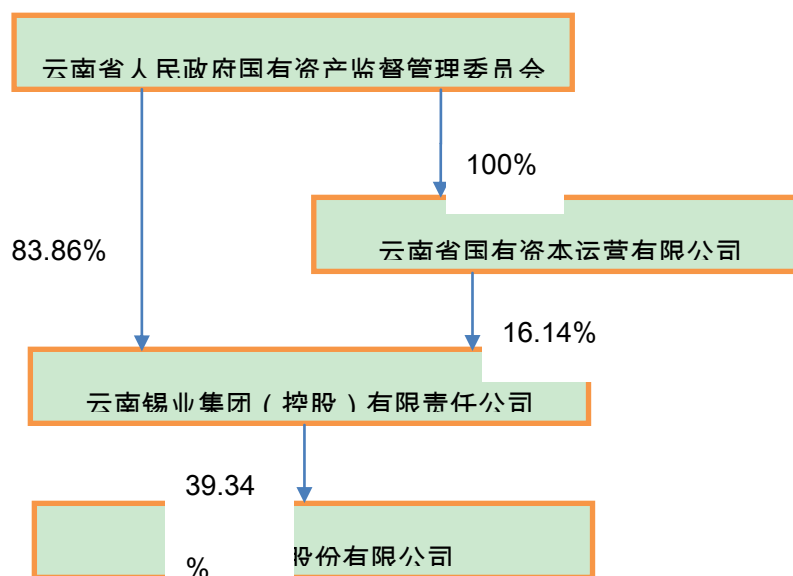 云南省人民政府国有资产监督管理委员会
100%
83.86%
云南省国有资本运营有限公司
16.14%
云南锡业集团（控股）有限责任公司
39.34
%
股份有限公司